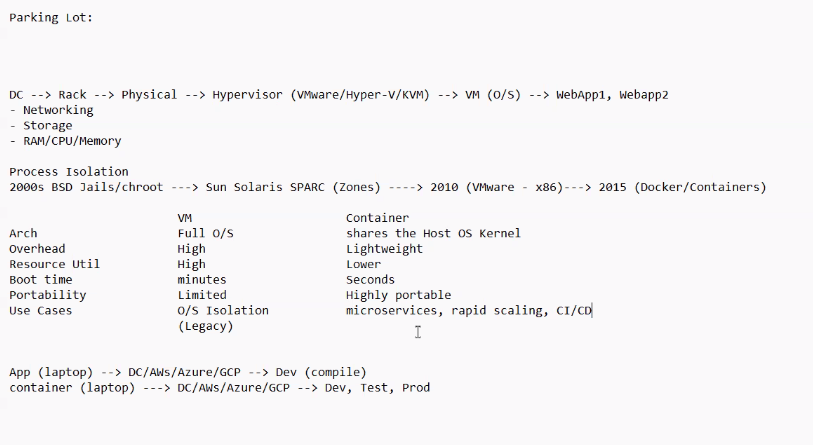 Parking Lot:
DC --> Rack --> Physical --> Hypervisor (VMware/Hyper-V/KVM) --> VM (O/S) --> WebApp1, Webapp2
- Networking
- Storage
- RAM/CPU/Memory
Process Isolation
2000s BSD Jails/chroot ---> Sun Solaris SPARC (Zones) ----> 2010 (VMware - x86)---> 2015 (Docker/Containers)
VM Container
Arch Full O/S shares the Host OS Kernel
Overhead High Lightweight
Resource Util High Lower
Boot time minutes Seconds
Portability Limited Highly portable
Use Cases O/S Isolation microservices, rapid scaling, CI/CD
(Legacy)
App (laptop) --> DC/AWs/Azure/GCP --> Dev (compile)
container (laptop) ---> DC/AWs/Azure/GCP --> Dev, Test, Prod